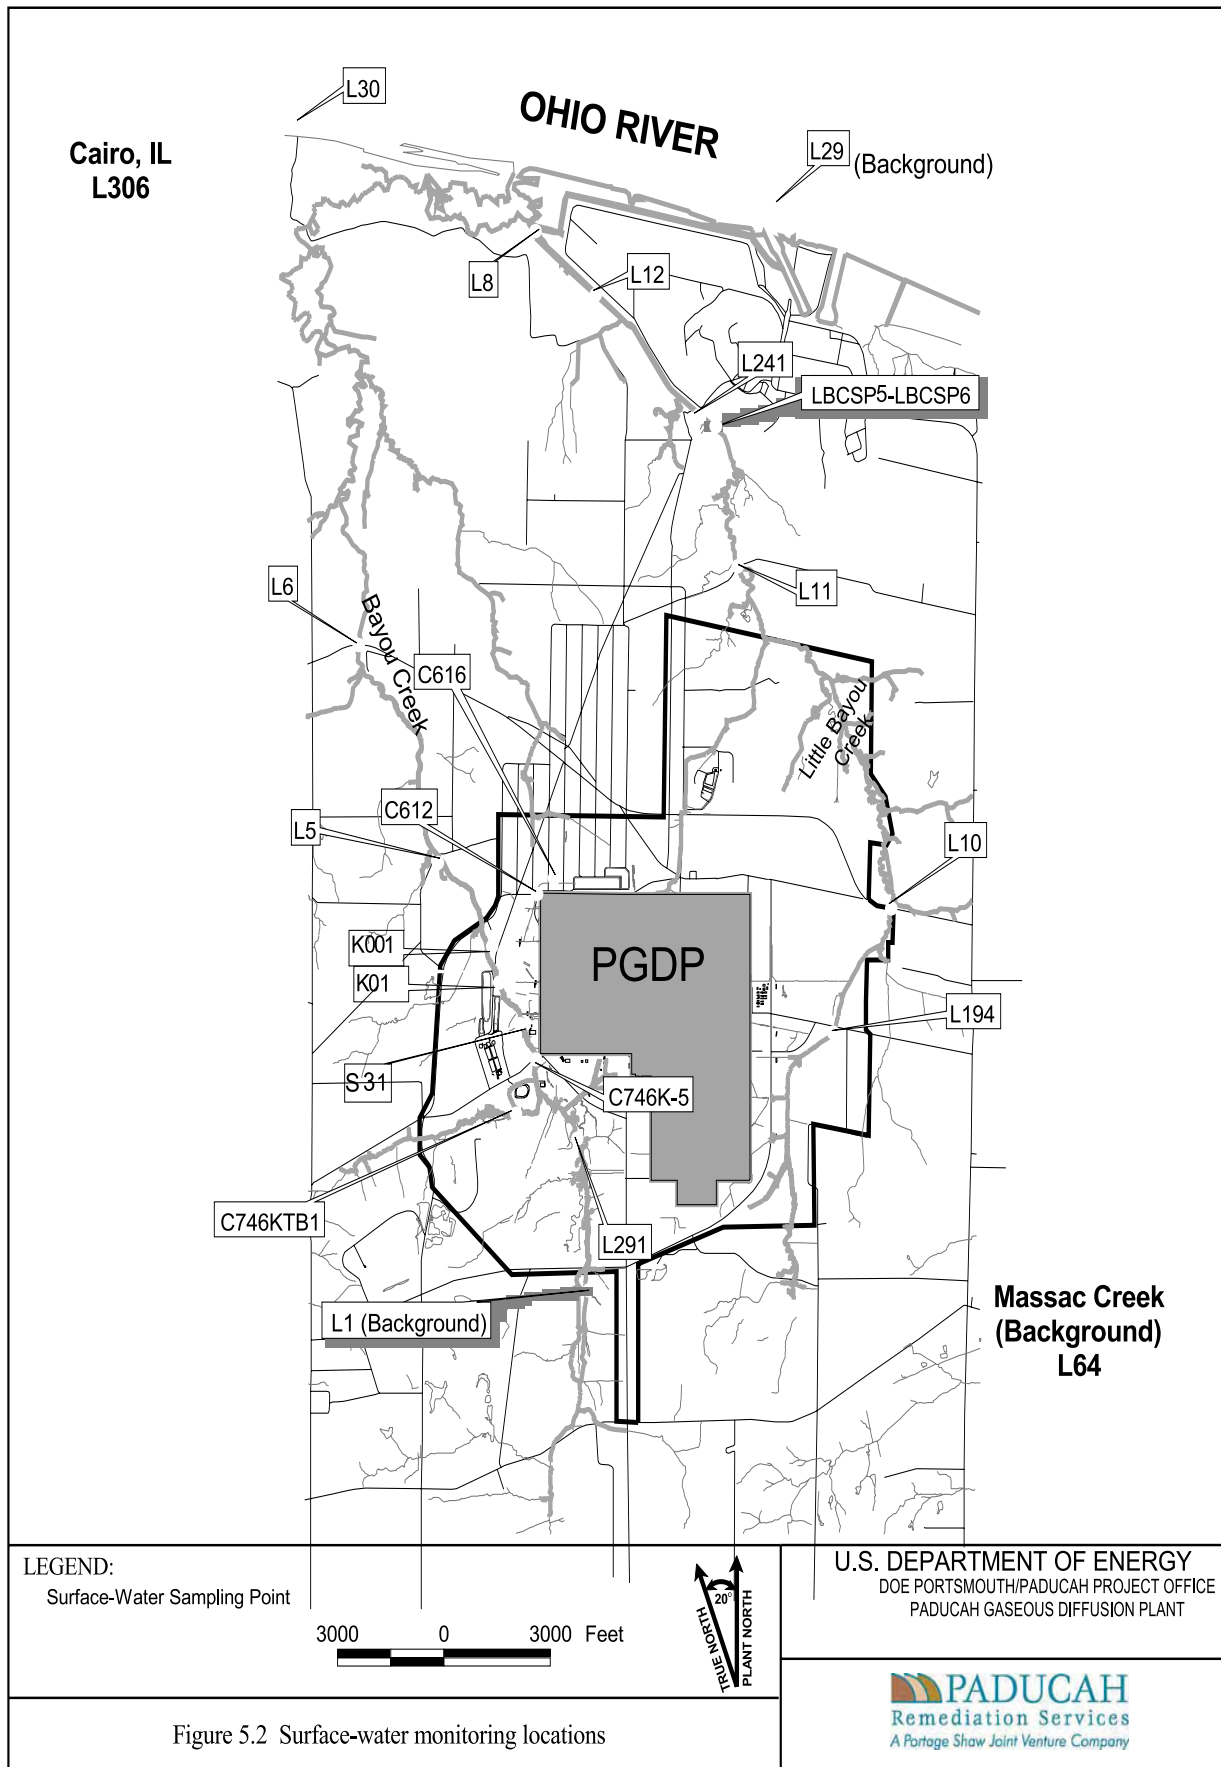 L30
OHIO RIVER
Cairo, IL
L306
L29
(Background)
L8
L12
L241
LBCSP5-LBCSP6
L6
L11
Bayou Creek
C616
Little Bayou
Creek
C612
L5
L10
K001
PGDP
K01
L194
S31
C746K-5
C746KTB1
L291
L1 (Background)
Massac Creek
(Background)
L64
LEGEND:
Surface-Water Sampling Point
3000 0 3000 Feet
20°
TRUE NORTH
PLANT NORTH
U.S. DEPARTMENT OF ENERGY
DOE PORTSMOUTH/PADUCAH PROJECT OFFICE
PADUCAH GASEOUS DIFFUSION PLANT
Figure 5.2 Surface-water monitoring locations
PADUCAH
Remediation Services
A Portage Shaw Joint Venture Company